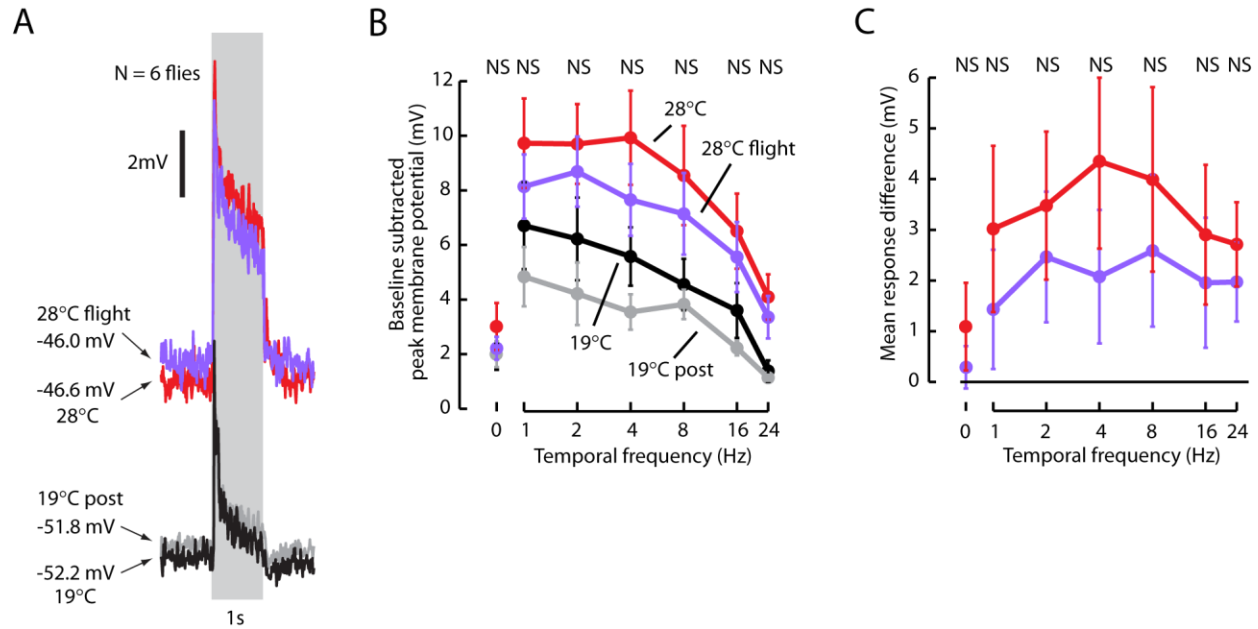 A
N = 6 flies
2mV
28°C flight
-46.0 mV
-46.6 mV
28°C
19°C post
-51.8 mV
-52.2 mV
19°C
1s
B
NS NS NS NS NS NS NS
Baseline subtracted
peak membrane potential (mV)
12
10
8
6
4
2
0
28°C
28°C flight
19°C
19°C post
0 1 2 4 8 16 24
Temporal frequency (Hz)
C
NS NS NS NS NS NS NS
Mean response difference (mV)
6
5
4
3
2
1
0
0 1 2 4 8 16 24
Temporal frequency (Hz)